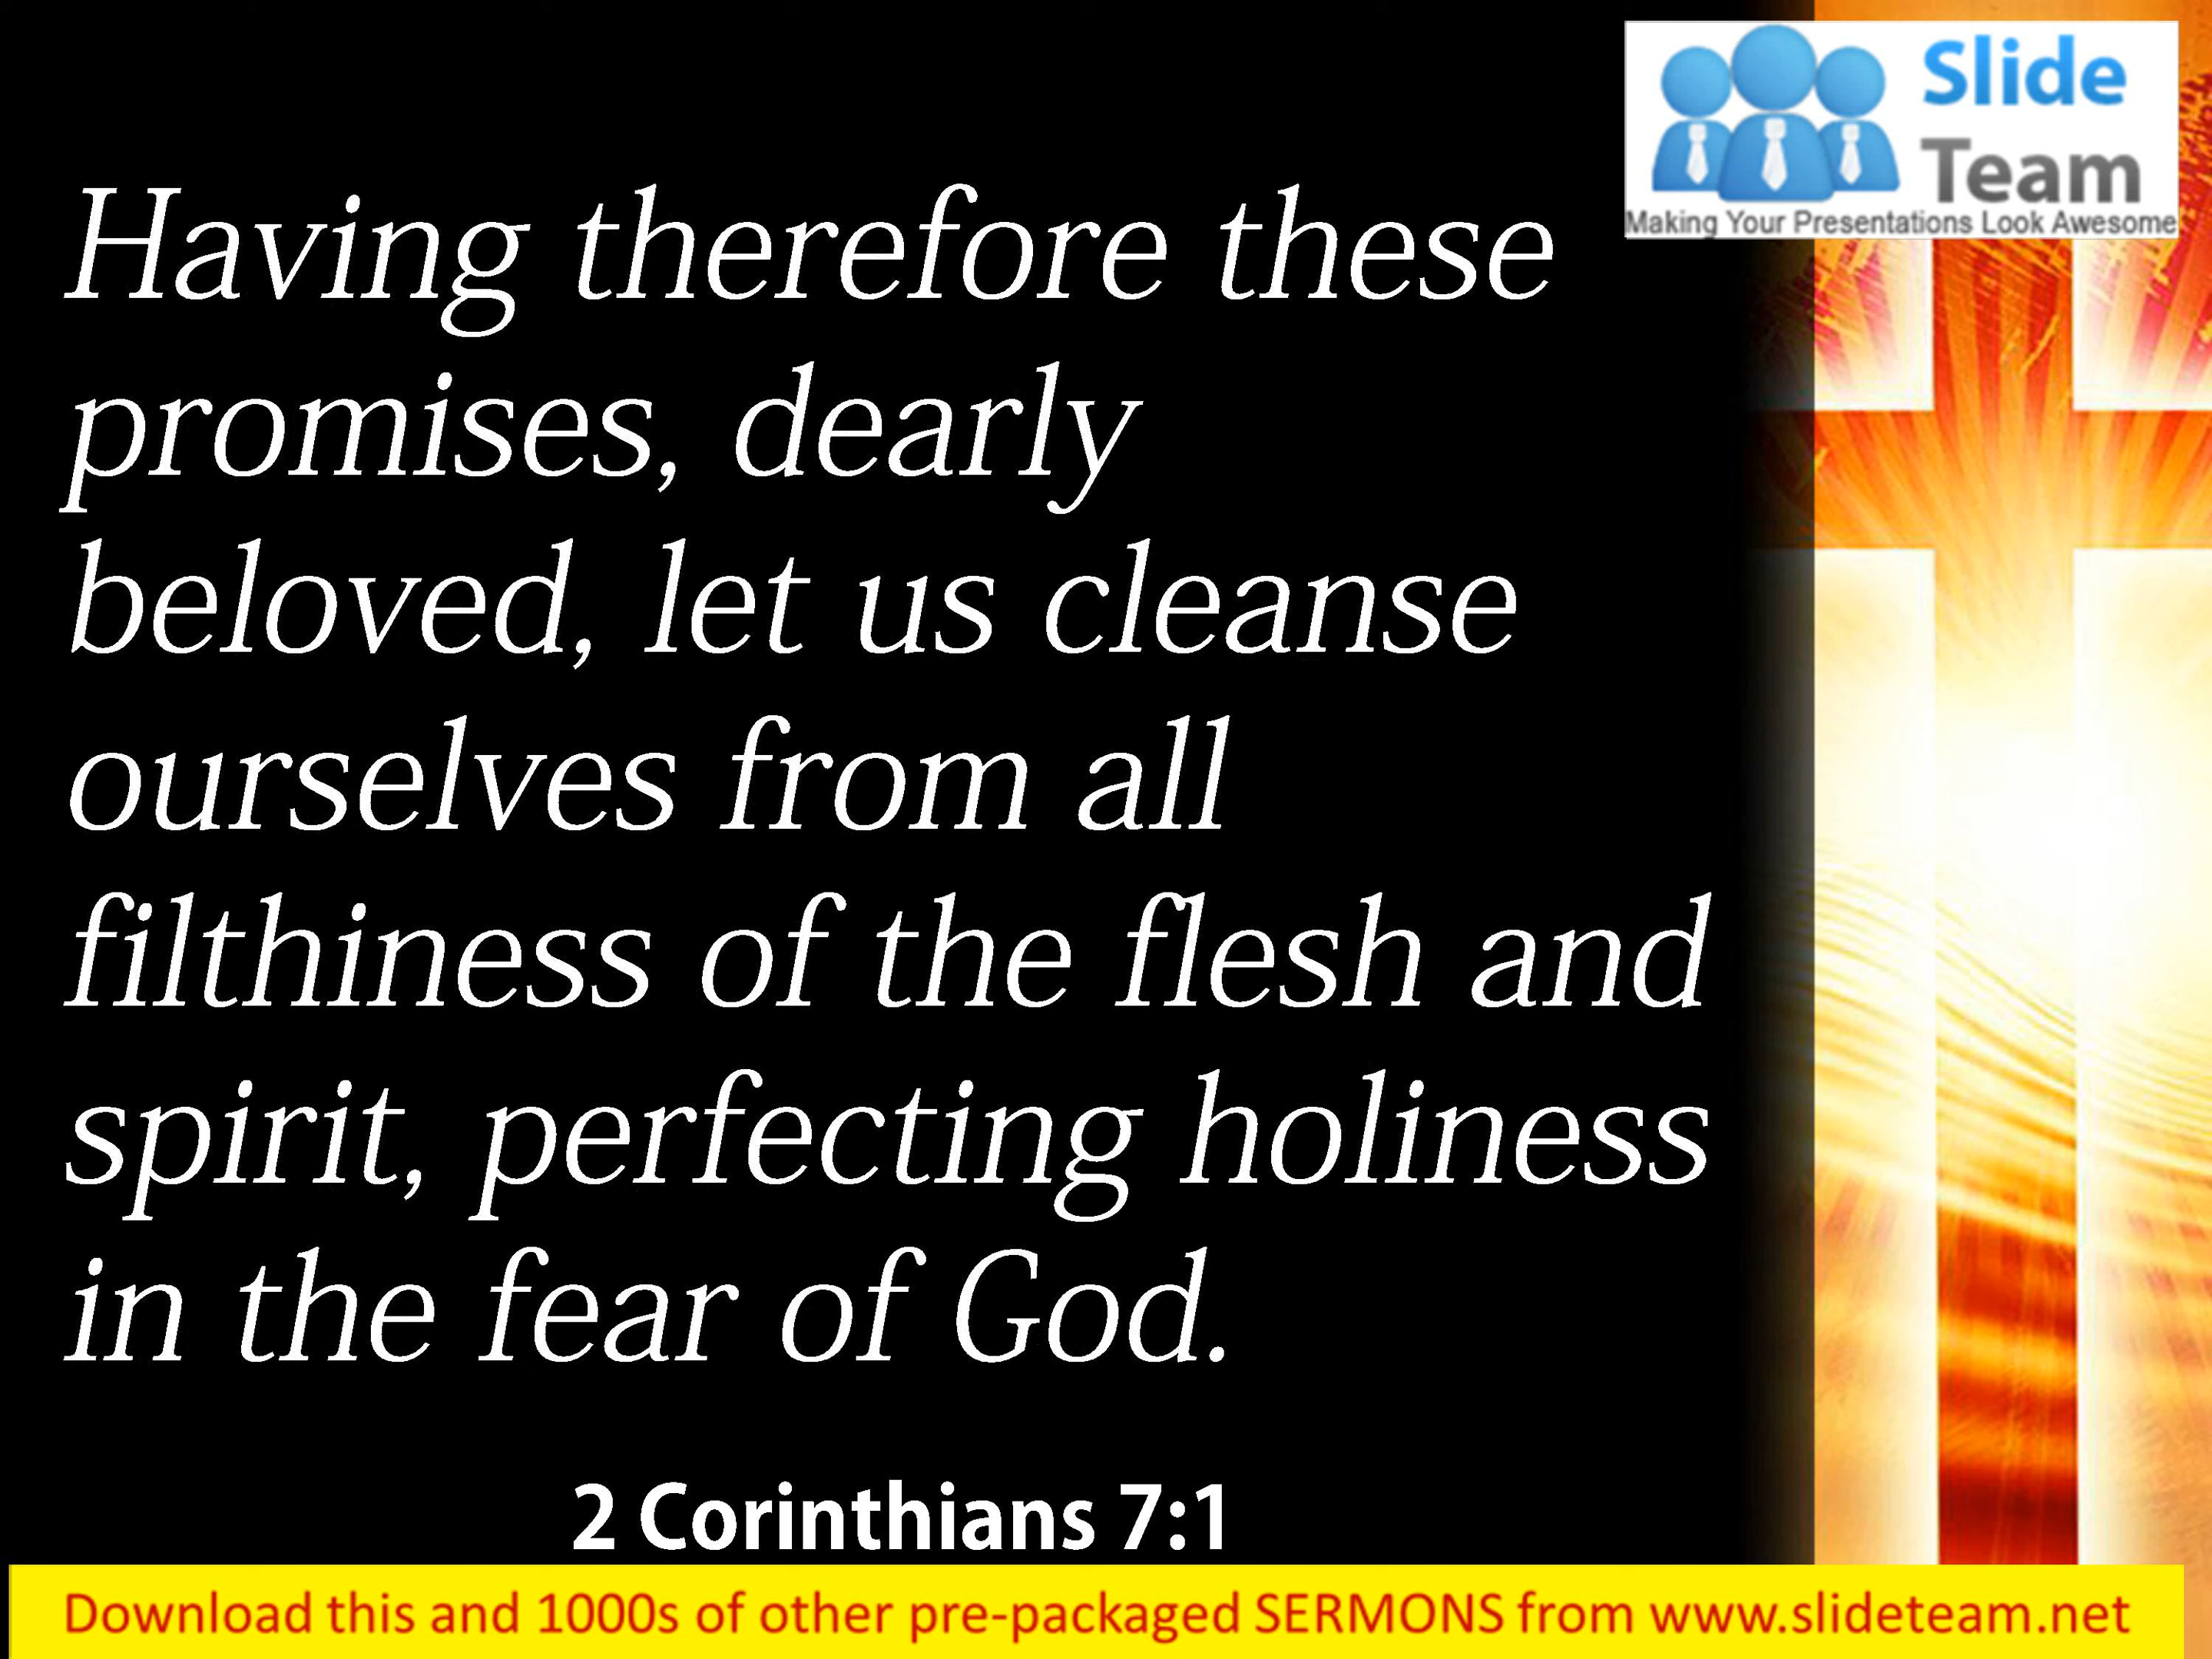 Slide
Team
Making Your Presentations Look Awesome
Having therefore these
promises, dearly
beloved, let us cleanse
ourselves from all
filthiness of the flesh and
spirit, perfecting holiness
in the fear of God.
2 Corinthians 7:1
Download this and 1000s of other pre-packaged SERMONS from www.slideteam.net